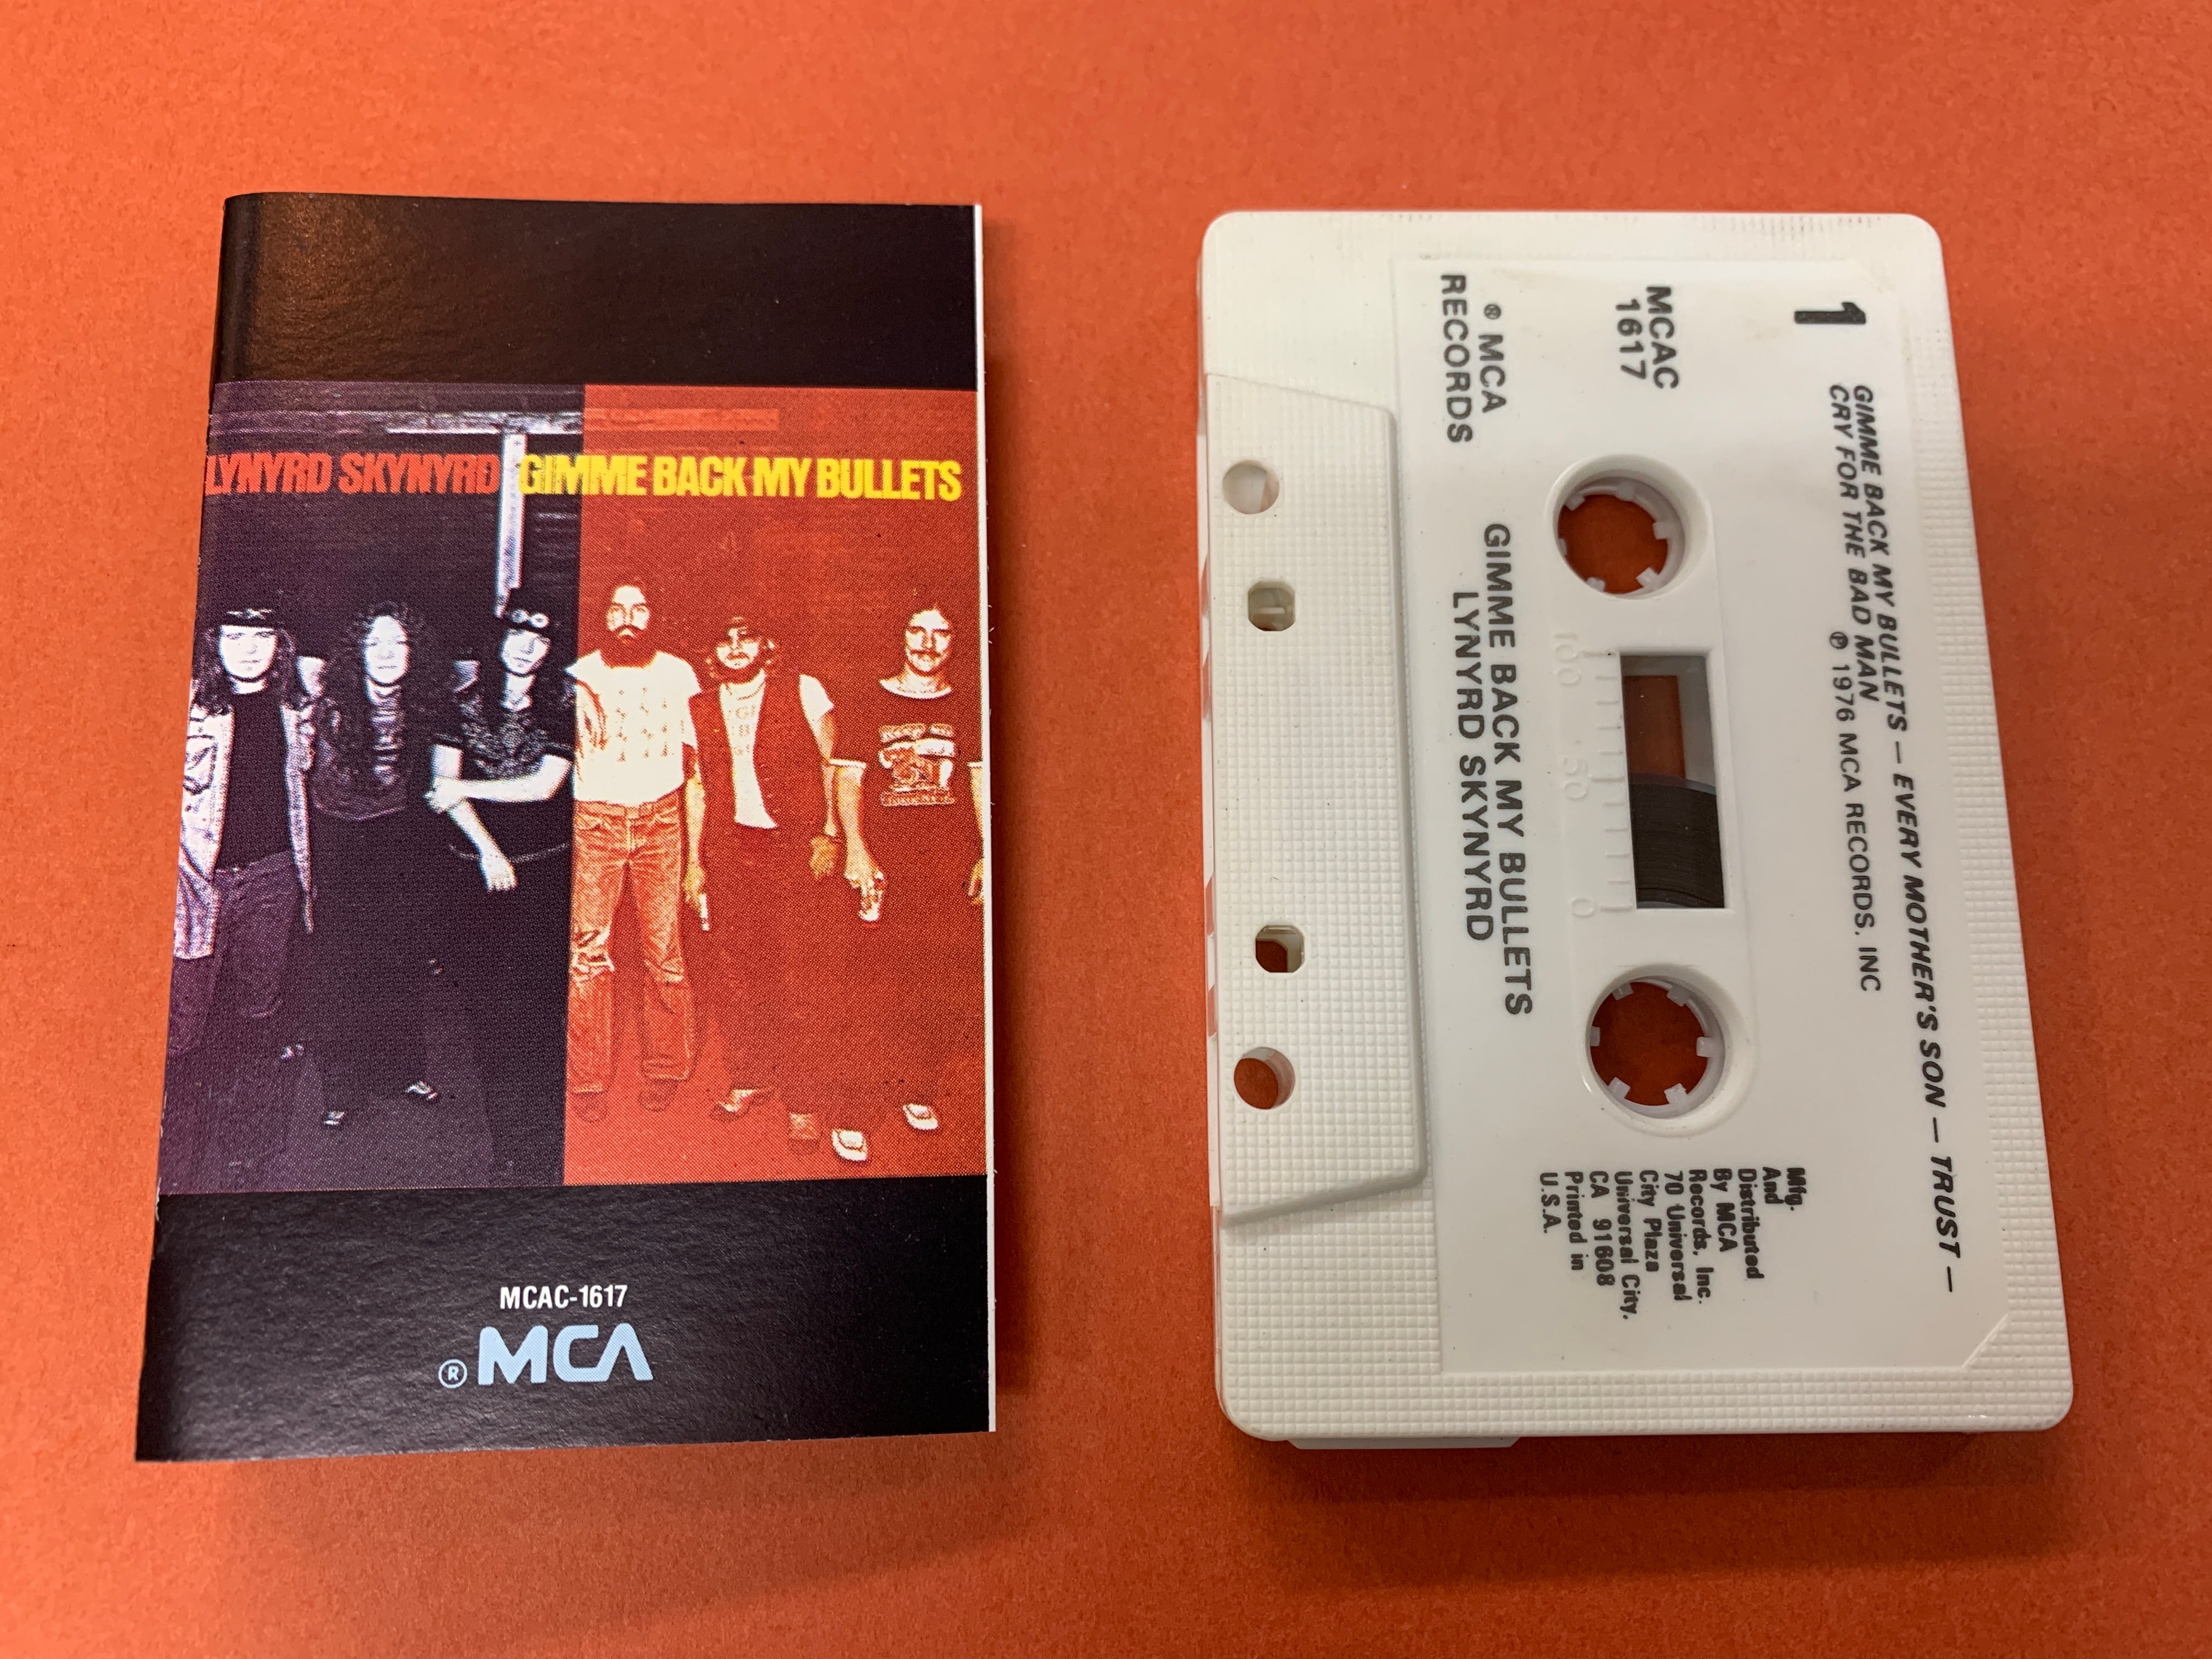 LYNYRD SKYNYRD GIMME BACK MY BULLETS
MCAC-1617
® MCA
1
GIMME BACK MY BULLETS — EVERY MOTHER'S SON — TRUST —
CRY FOR THE BAD MAN
℗ 1976 MCA RECORDS, INC
MCAC
1617
® MCA
RECORDS
GIMME BACK MY BULLETS
LYNYRD SKYNYRD
100 50 0
Mfg.
And
Distributed
By MCA
Records, Inc.
70 Universal
City Plaza
Universal City,
CA 91608
Printed in
U.S.A.